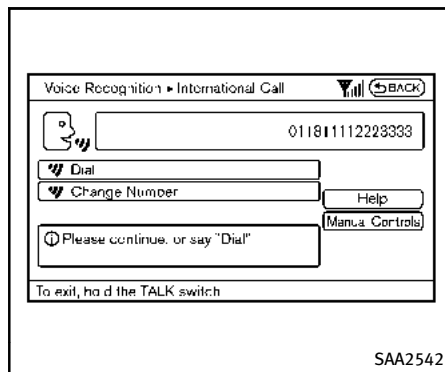 Voice Recognition ▸ International Call
BACK
011811112223333
Dial
Change Number
Help
Manual Controls
Please continue, or say "Dial"
To exit, hold the TALK switch
SAA2542